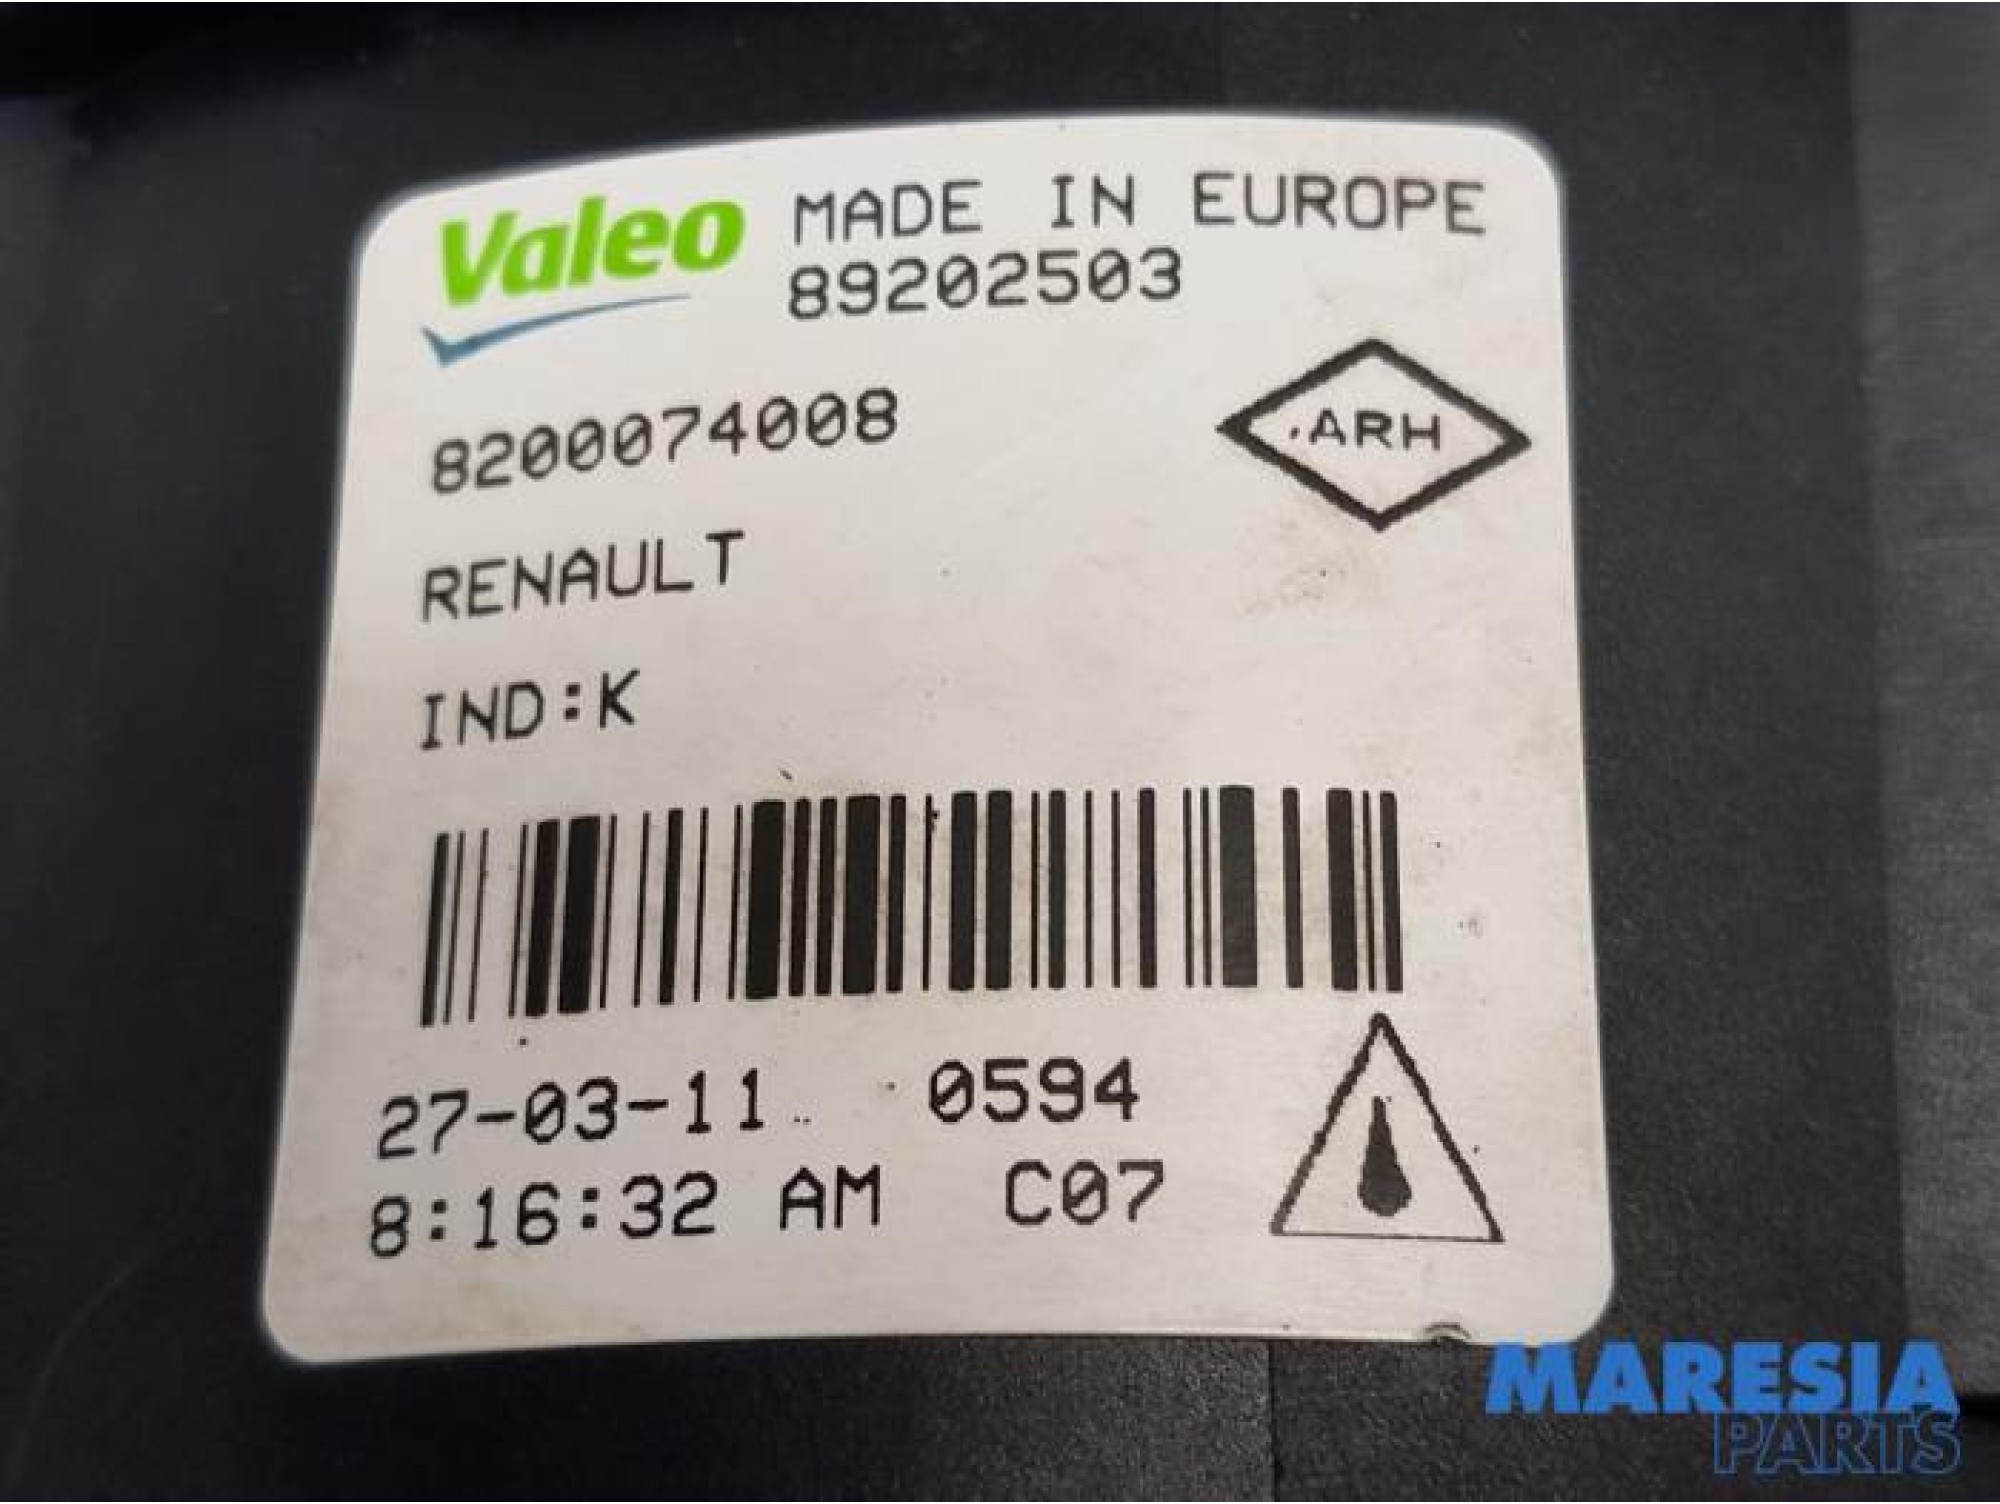 Valeo MADE IN EUROPE
89202503
8200074008
.ARH
RENAULT
IND:K
27-03-11 0594
8:16:32 AM C07
MARESIA
PARTS